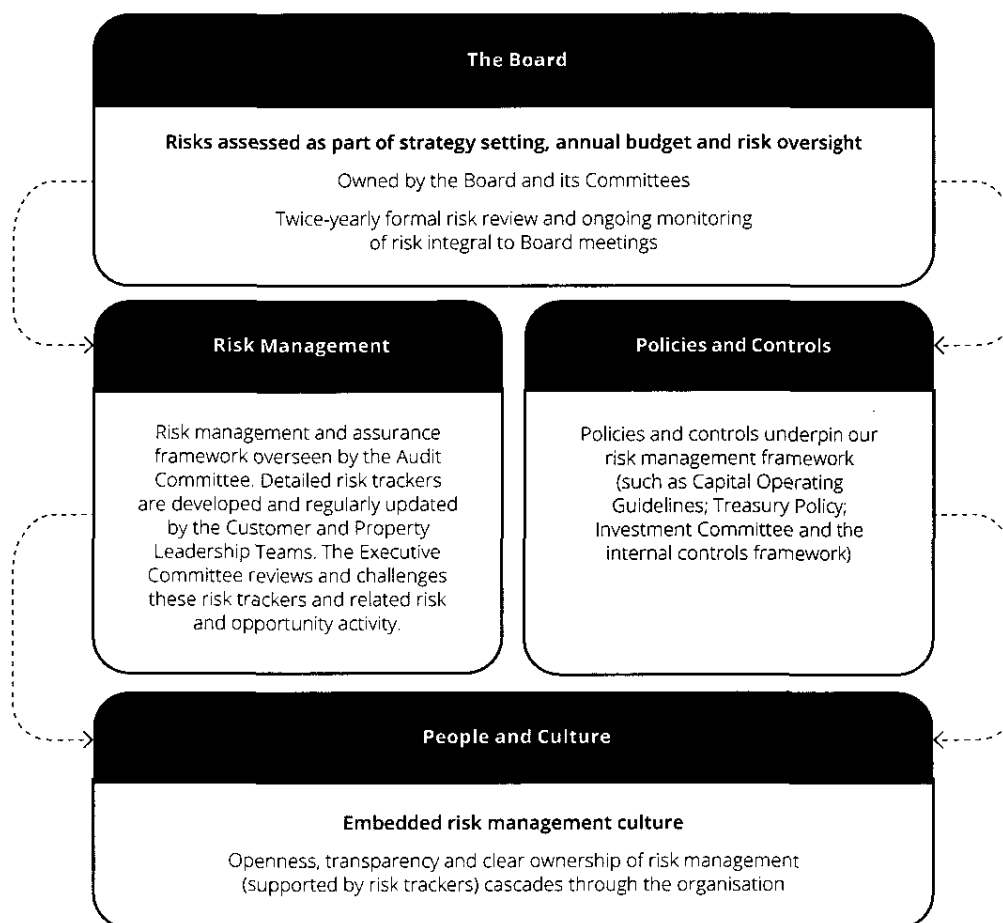 The Board
Risks assessed as part of strategy setting, annual budget and risk oversight
Owned by the Board and its Committees
Twice-yearly formal risk review and ongoing monitoring
of risk integral to Board meetings
Risk Management
Risk management and assurance
framework overseen by the Audit
Committee. Detailed risk trackers
are developed and regularly updated
by the Customer and Property
Leadership Teams. The Executive
Committee reviews and challenges
these risk trackers and related risk
and opportunity activity.
Policies and Controls
Policies and controls underpin our
risk management framework
(such as Capital Operating
Guidelines; Treasury Policy;
Investment Committee and the
internal controls framework)
People and Culture
Embedded risk management culture
Openness, transparency and clear ownership of risk management
(supported by risk trackers) cascades through the organisation